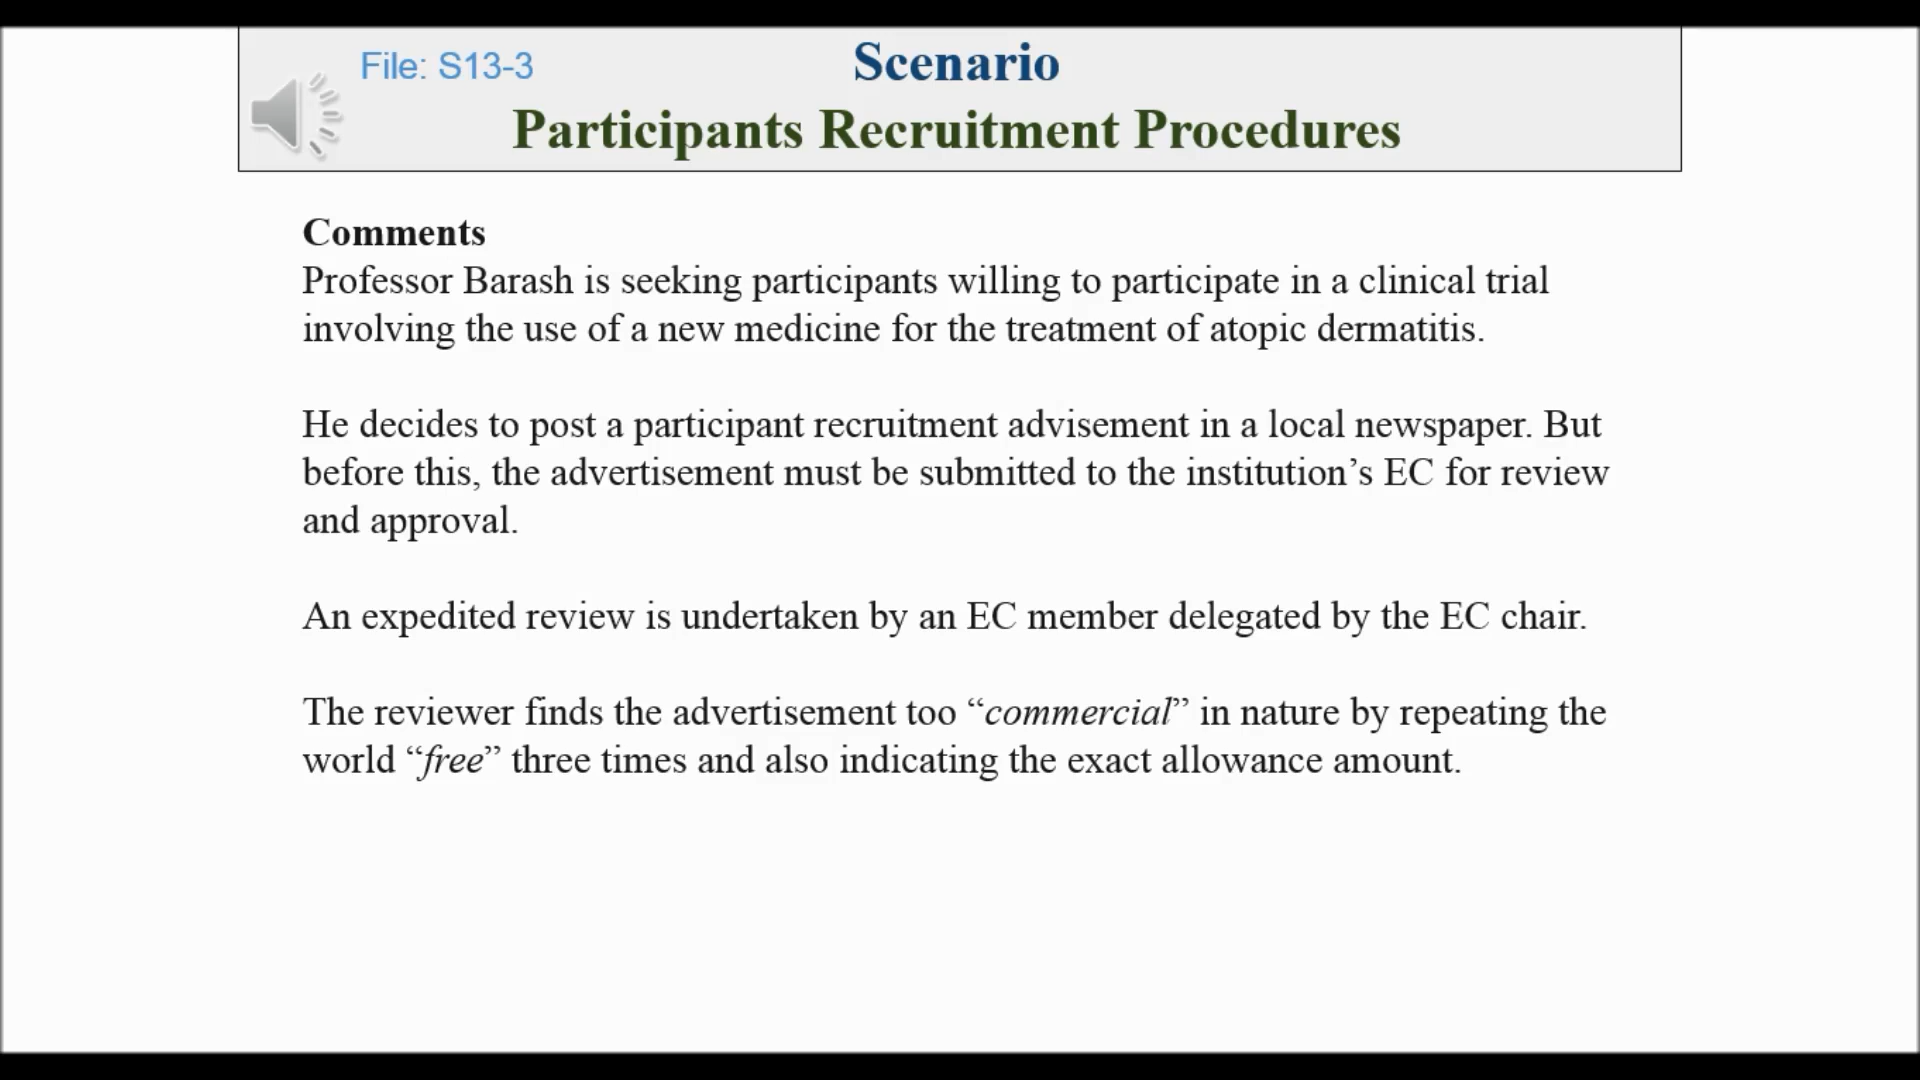 File: S13-3
Scenario
Participants Recruitment Procedures
Comments
Professor Barash is seeking participants willing to participate in a clinical trial
involving the use of a new medicine for the treatment of atopic dermatitis.
He decides to post a participant recruitment advisement in a local newspaper. But
before this, the advertisement must be submitted to the institution’s EC for review
and approval.
An expedited review is undertaken by an EC member delegated by the EC chair.
The reviewer finds the advertisement too “commercial” in nature by repeating the
world “free” three times and also indicating the exact allowance amount.